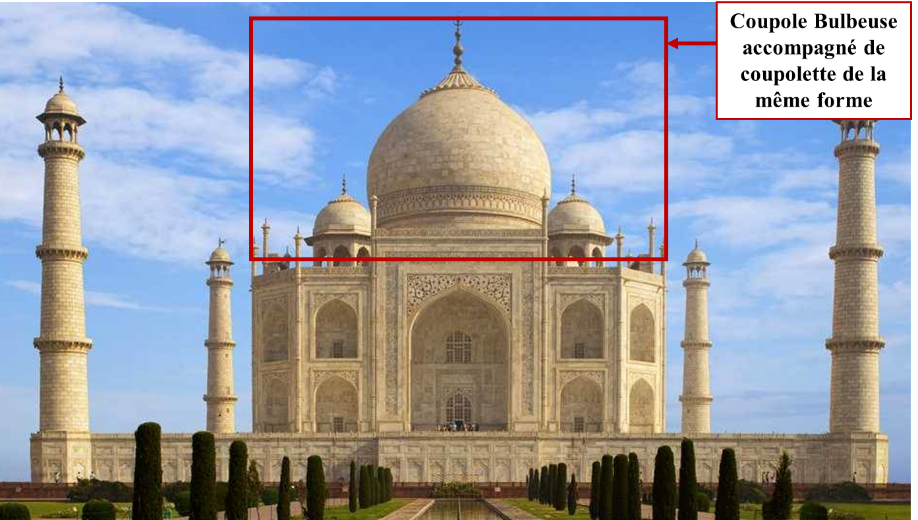 Coupole Bulbeuse
accompagné de
coupolette de la
même forme